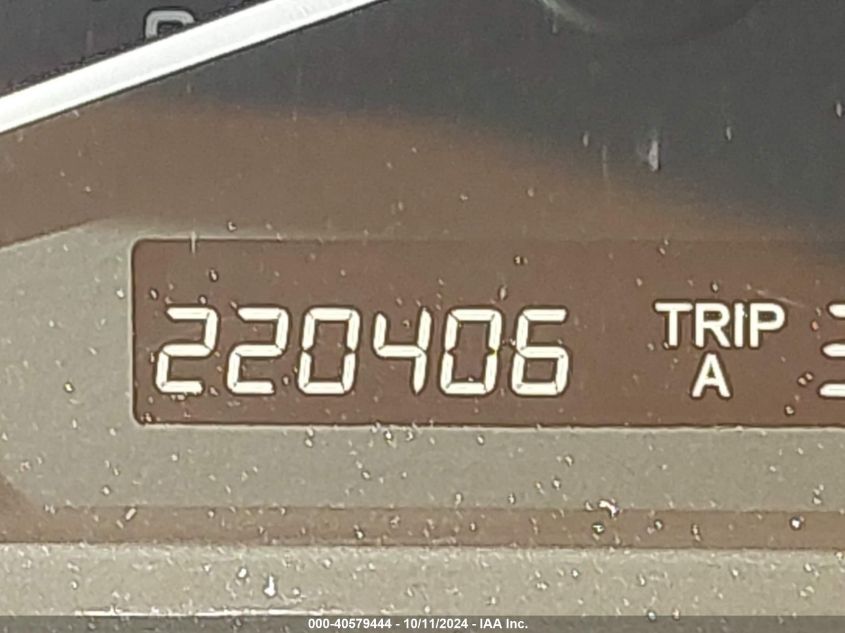 220406 TRIP
A
000-40579444 - 10/11/2024 - IAA Inc.